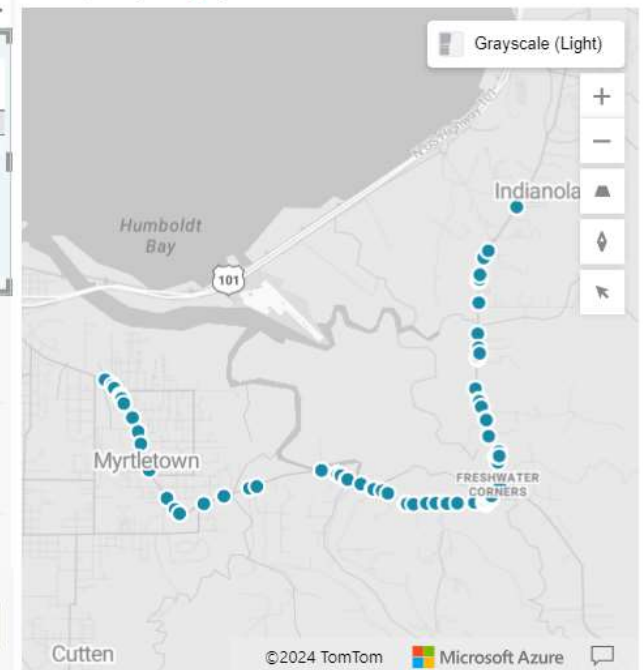 Grayscale (Light)
Indianola
Humboldt
Bay
101
Myrtletown
FRESHWATER
CORNERS
Cutten
©2024 TomTom
Microsoft Azure